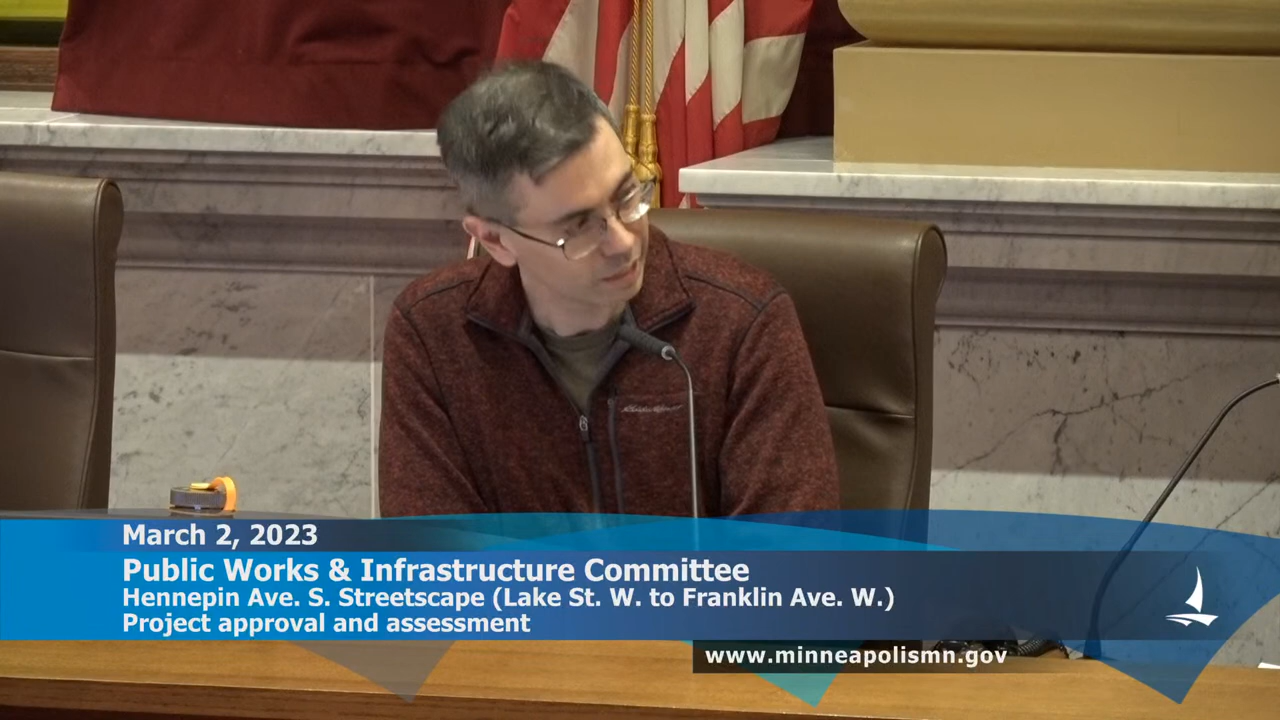 March 2, 2023
Public Works & Infrastructure Committee
Hennepin Ave. S. Streetscape (Lake St. W. to Franklin Ave. W.)
Project approval and assessment
www.minneapolismn.gov